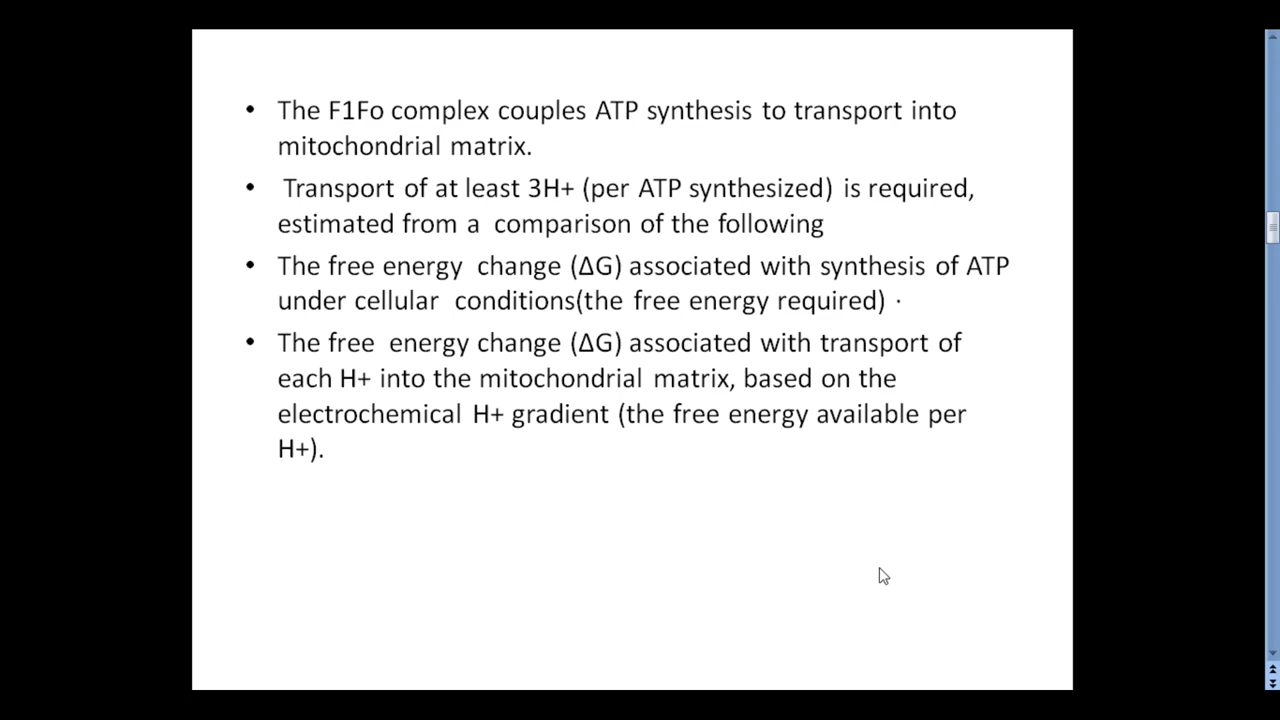 • The F1Fo complex couples ATP synthesis to transport into
mitochondrial matrix.
• Transport of at least 3H+ (per ATP synthesized) is required,
estimated from a comparison of the following
• The free energy change (ΔG) associated with synthesis of ATP
under cellular conditions(the free energy required) ·
• The free energy change (ΔG) associated with transport of
each H+ into the mitochondrial matrix, based on the
electrochemical H+ gradient (the free energy available per
H+).